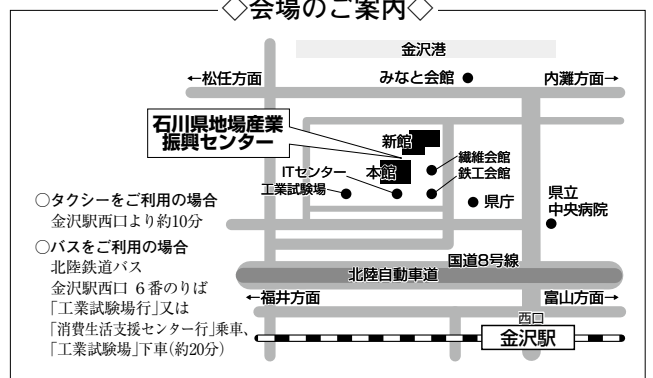 ◇会場のご案内◇
金沢港
←松任方面
みなと会館
内灘方面→
石川県地場産業
振興センター
新館
本館
繊維会館
ITセンター
鉄工会館
工業試験場
県庁
県立
中央病院
○タクシーをご利用の場合
金沢駅西口より約10分
○バスをご利用の場合
北陸鉄道バス
金沢駅西口 6番のりば
「工業試験場行」又は
「消費生活支援センター行」乗車、
「工業試験場」下車(約20分)
国道8号線
北陸自動車道
←福井方面
富山方面→
西口
金沢駅